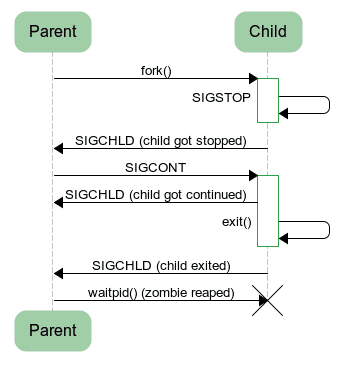 Parent
Child
fork()
SIGSTOP
SIGCHLD (child got stopped)
SIGCONT
SIGCHLD (child got continued)
exit()
SIGCHLD (child exited)
waitpid() (zombie reaped)
Parent